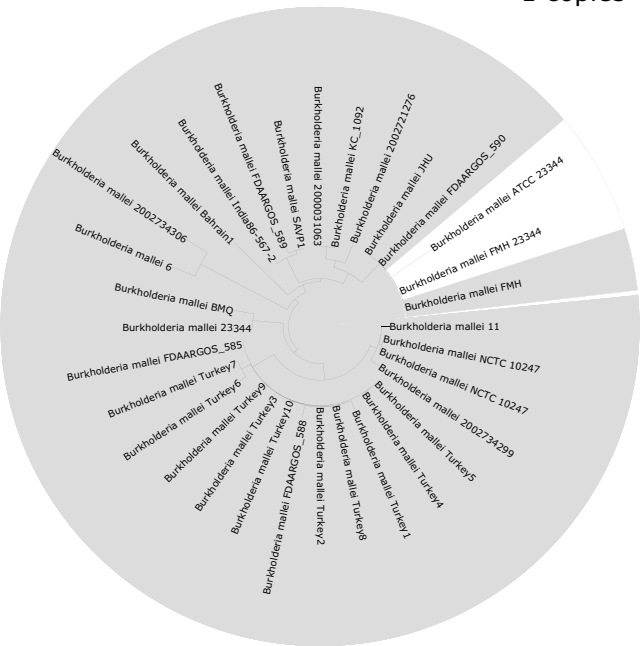 Burkholderia mallei FDAARGOS_590
Burkholderia mallei ATCC 23344
Burkholderia mallei FMH 23344
Burkholderia mallei FMH
Burkholderia mallei 11
Burkholderia mallei NCTC 10247
Burkholderia mallei NCTC 10247
Burkholderia mallei 2002734299
Burkholderia mallei Turkey5
Burkholderia mallei Turkey4
Burkholderia mallei Turkey1
Burkholderia mallei Turkey8
Burkholderia mallei Turkey2
Burkholderia mallei FDAARGOS_588
Burkholderia mallei Turkey10
Burkholderia mallei Turkey3
Burkholderia mallei Turkey9
Burkholderia mallei Turkey6
Burkholderia mallei Turkey7
Burkholderia mallei FDAARGOS_585
Burkholderia mallei 23344
Burkholderia mallei BMQ
Burkholderia mallei 6
Burkholderia mallei 2002734306
Burkholderia mallei Bahrain1
Burkholderia mallei India86-567-2
Burkholderia mallei FDAARGOS_589
Burkholderia mallei SAVP1
Burkholderia mallei 2000031063
Burkholderia mallei KC_1092
Burkholderia mallei 2002721276
Burkholderia mallei JHU